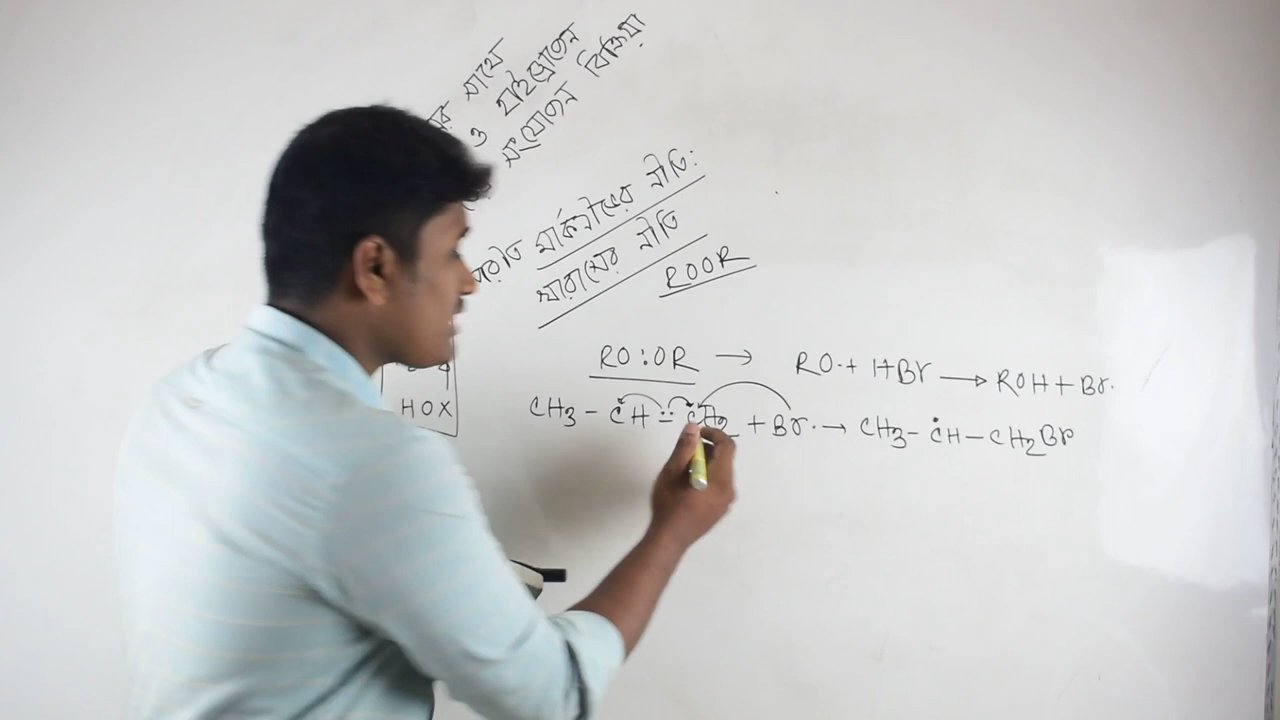 সাথে
ও হাইড্রোজেন
সংযোজন বিক্রিয়া
মার্কনীকভের নীতি:
খারাশের নীতি
ROOR
RO:OR → RO· + HBr → ROH + Br·
HOX
CH3 - CH :: CH2 + Br· → CH3 - ĊH - CH2Br